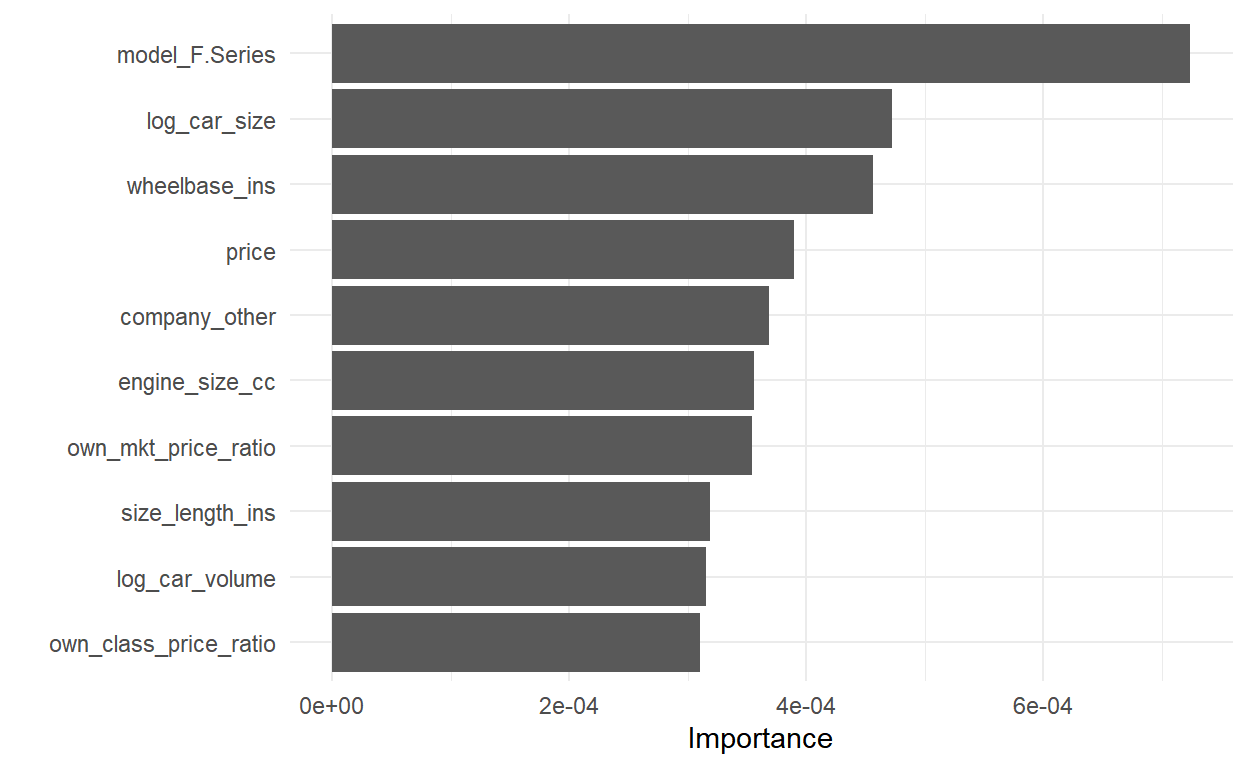 model_F.Series
log_car_size
wheelbase_ins
price
company_other
engine_size_cc
own_mkt_price_ratio
size_length_ins
log_car_volume
own_class_price_ratio
0e+00 2e-04 4e-04 6e-04
Importance